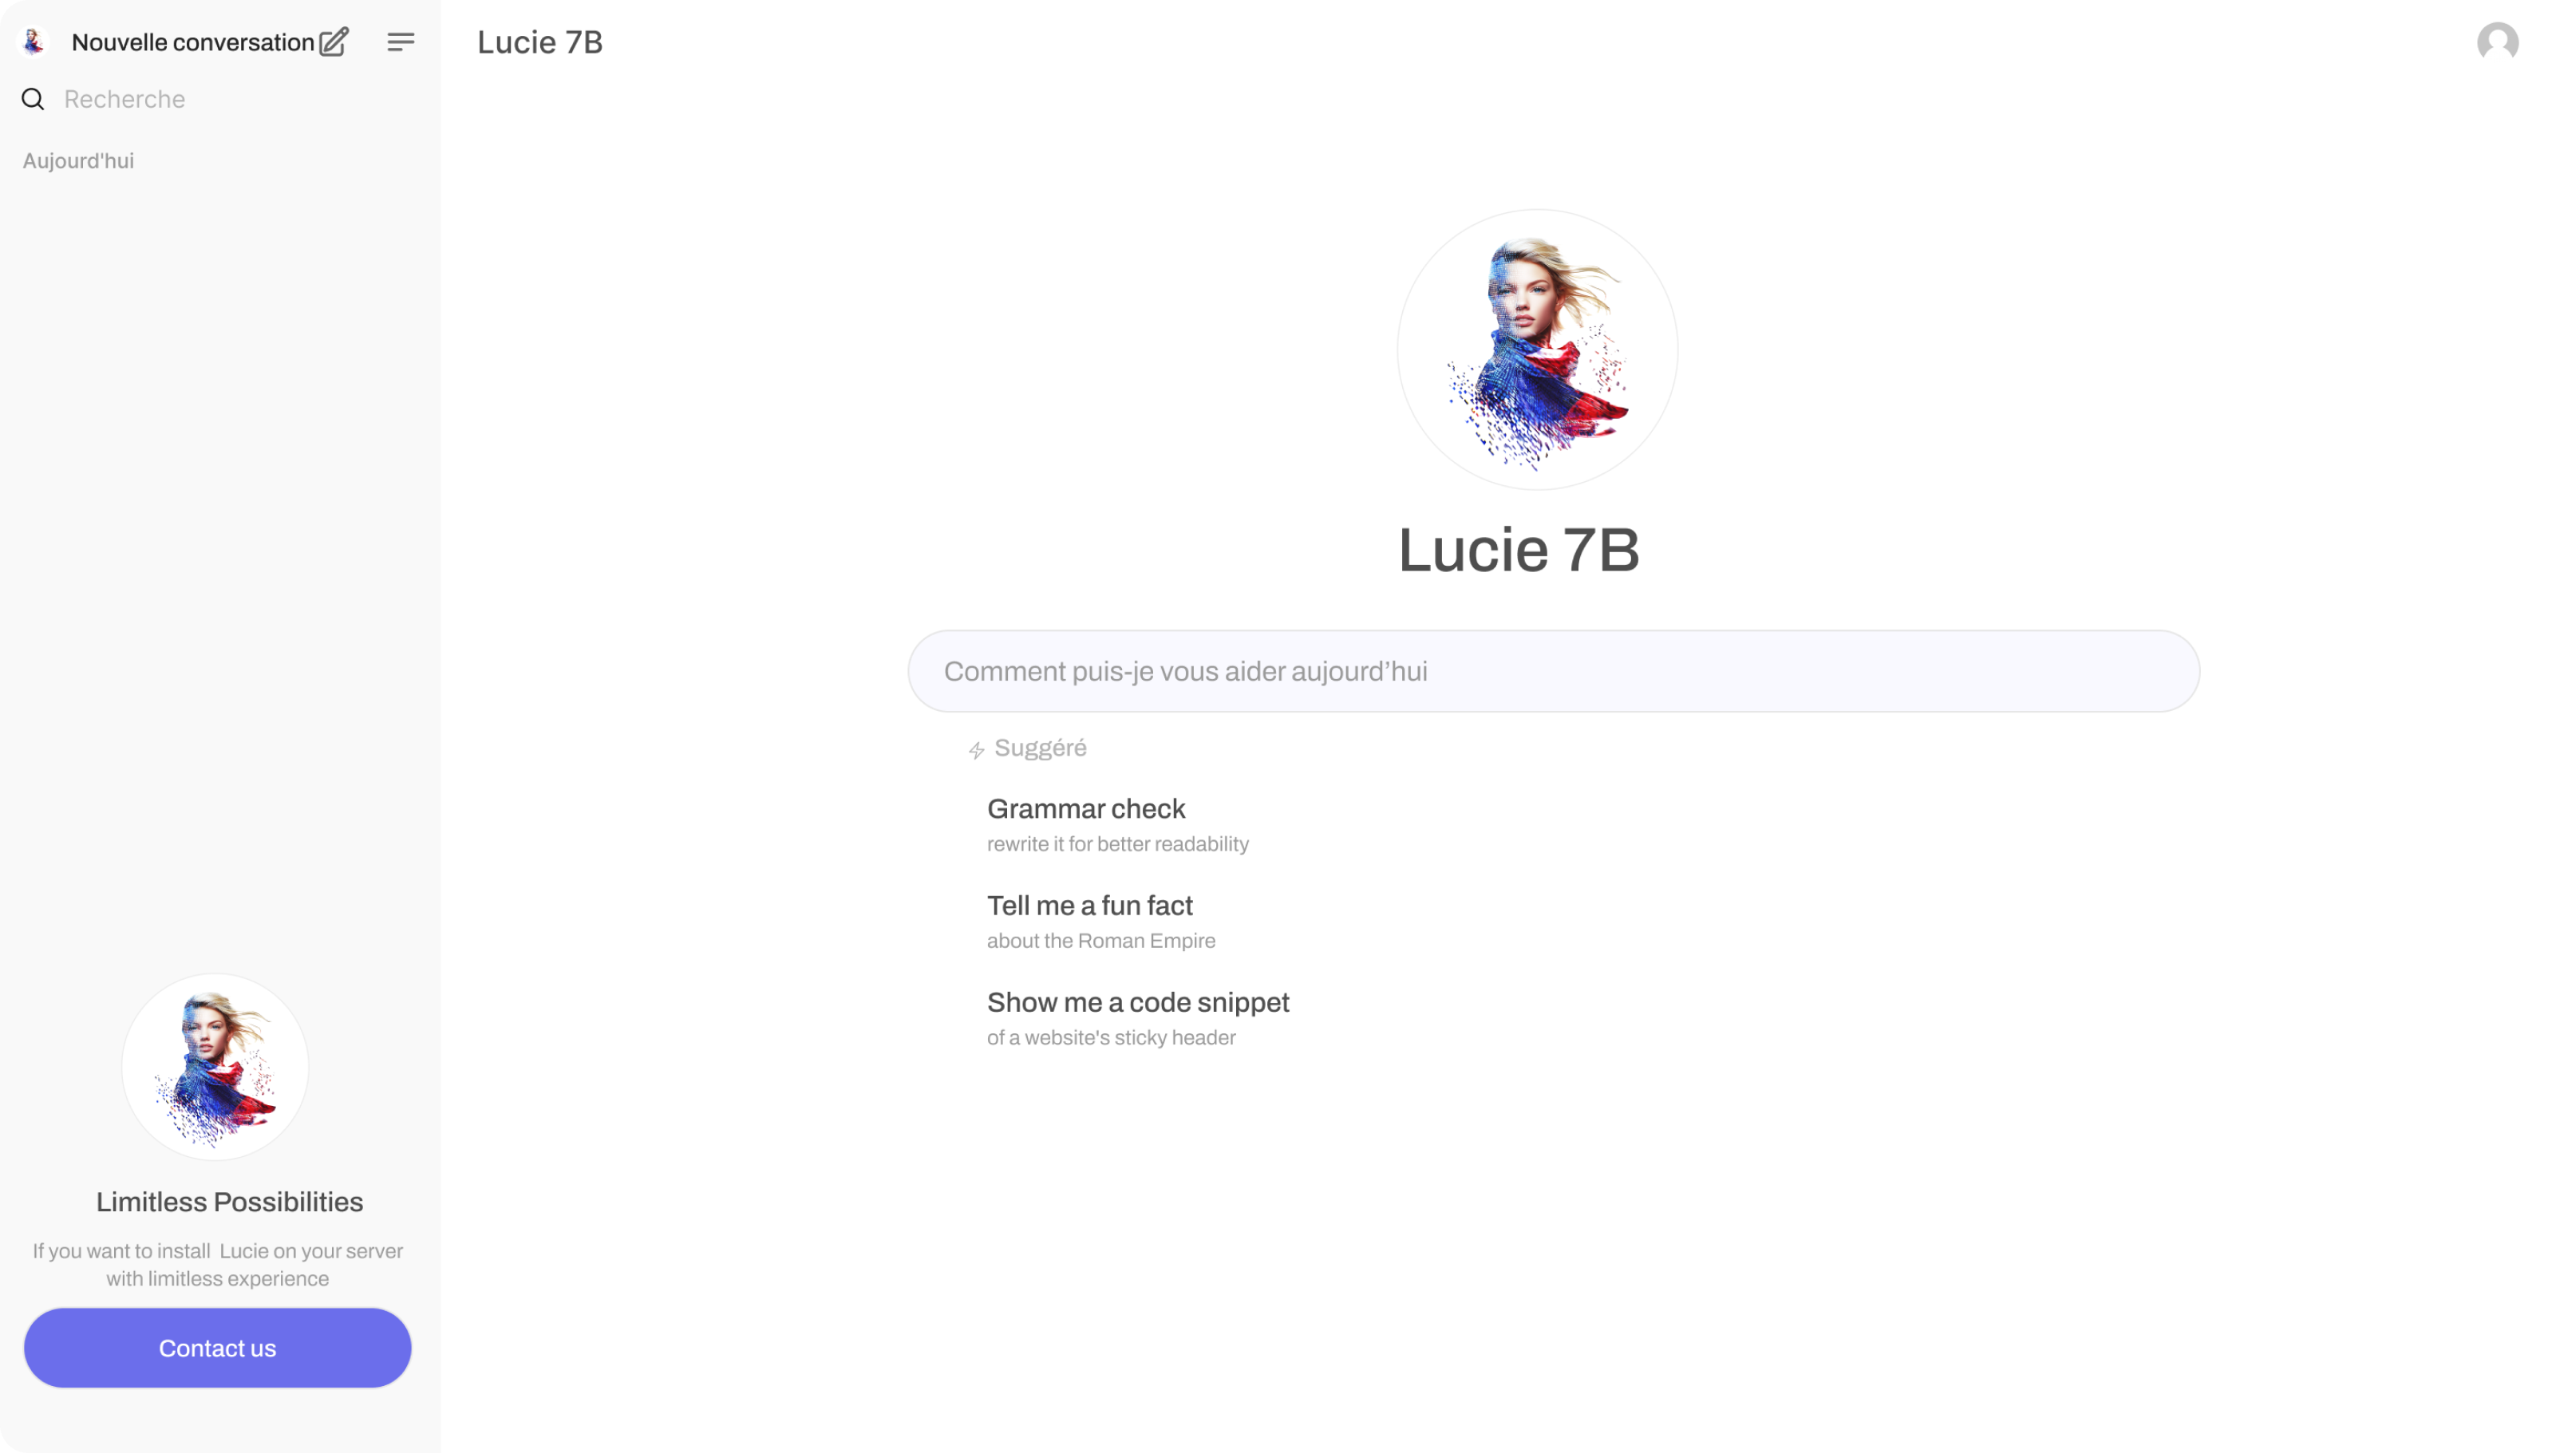 Nouvelle conversation
Lucie 7B
Recherche
Aujourd'hui
Lucie 7B
Comment puis-je vous aider aujourd’hui
Suggéré
Grammar check
rewrite it for better readability
Tell me a fun fact
about the Roman Empire
Show me a code snippet
of a website's sticky header
Limitless Possibilities
If you want to install  Lucie on your server
with limitless experience
Contact us